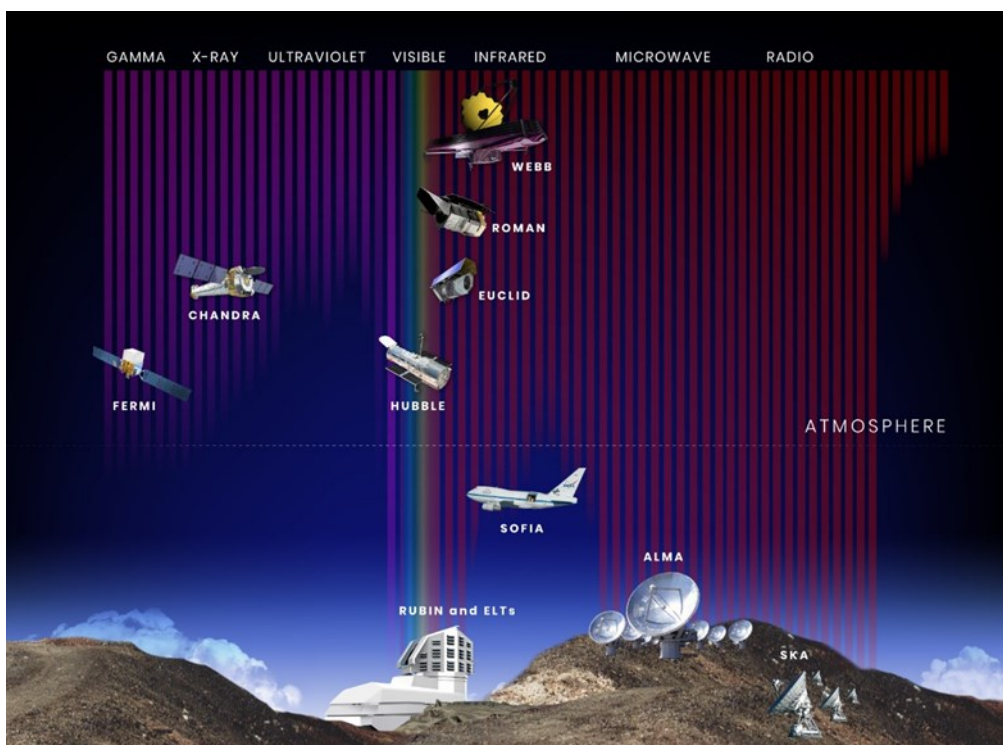 GAMMA X-RAY ULTRAVIOLET VISIBLE INFRARED MICROWAVE RADIO
WEBB
ROMAN
EUCLID
CHANDRA
FERMI
HUBBLE
ATMOSPHERE
SOFIA
ALMA
RUBIN and ELTs
SKA